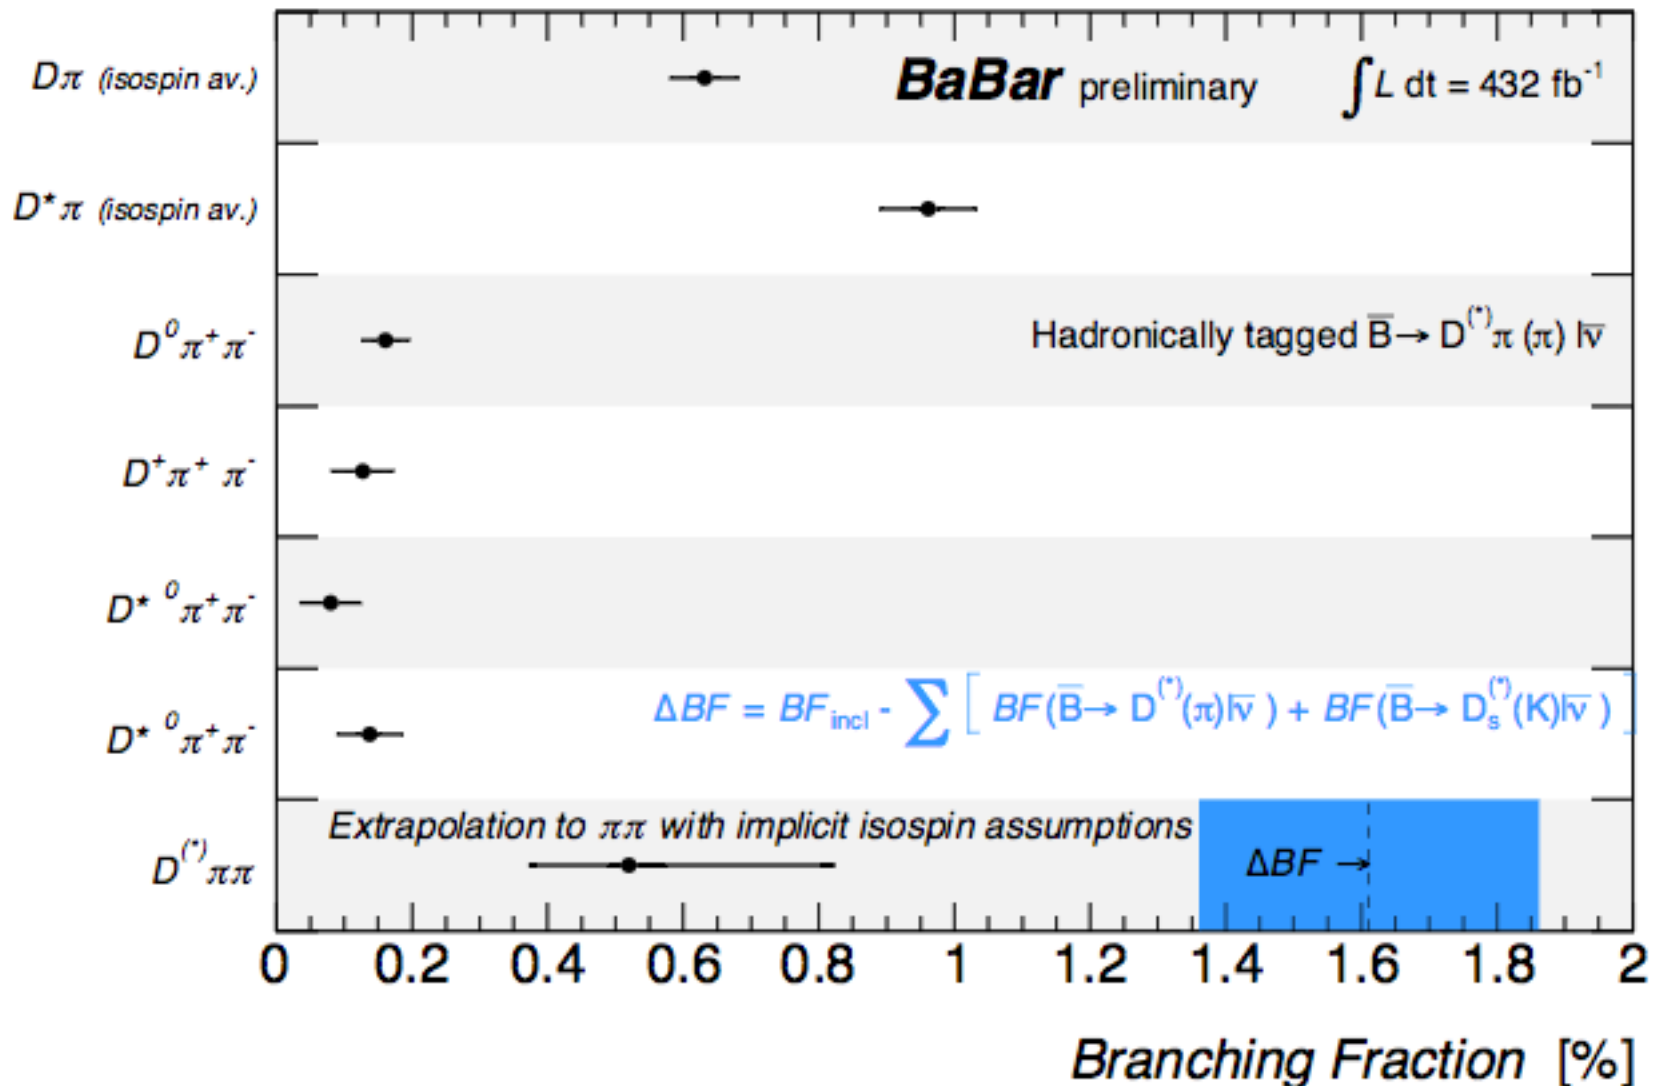 Dπ (isospin av.)
BaBar preliminary ∫L dt = 432 fb⁻¹
D*π (isospin av.)
D⁰π⁺π⁻
Hadronically tagged B̅→ D⁽*⁾π (π) lν̅
D⁺π⁺ π⁻
D* ⁰π⁺π⁻
ΔBF = BF_incl - ∑ [ BF(B̅→ D⁽*⁾(π)lν̅ ) + BF(B̅→ D_s⁽*⁾(K)lν̅ ) ]
D* ⁰π⁺π⁻
Extrapolation to ππ with implicit isospin assumptions
D⁽*⁾ππ
ΔBF →
0 0.2 0.4 0.6 0.8 1 1.2 1.4 1.6 1.8 2
Branching Fraction [%]